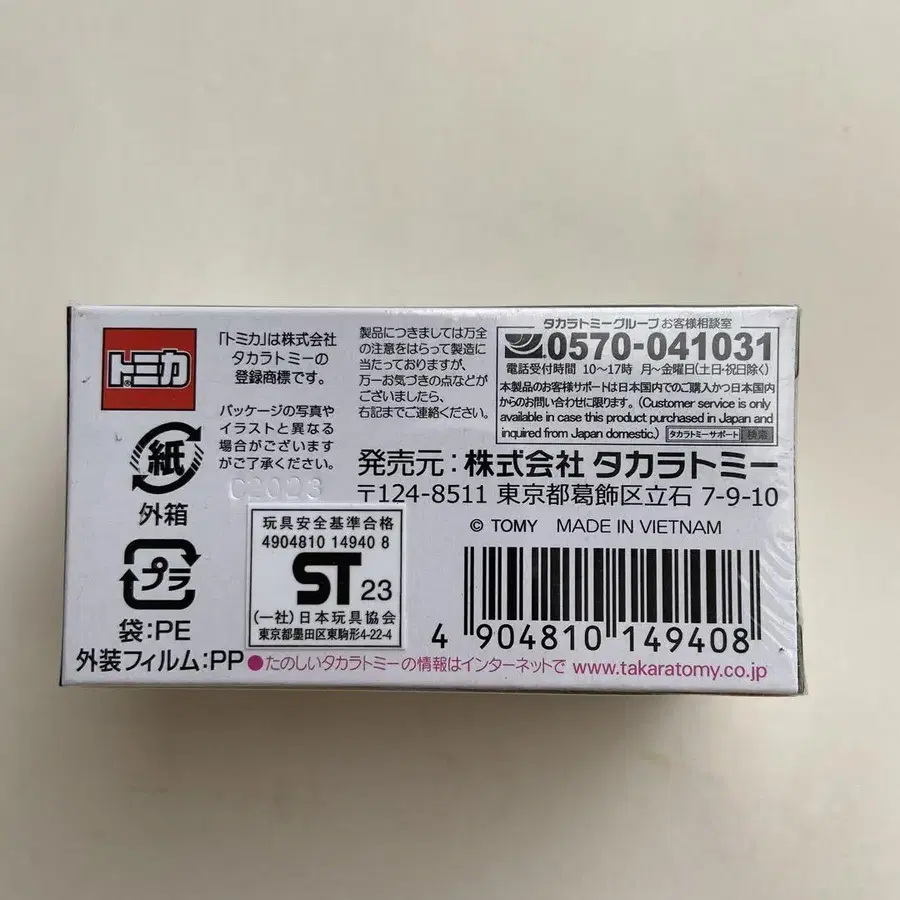 トミカ
「トミカ」は株式会社
タカラトミーの
登録商標です。
パッケージの写真や
イラストと異なる
場合がございます
がご了承ください。
C2023
製品につきましては万全
の注意をはらって製造に
当たっておりますが、
万一お気づきの点などが
ございましたら、
右記までご連絡ください。
タカラトミーグループ お客様相談室
0570-041031
電話受付時間 10〜17時 月〜金曜日(土日・祝日除く)
本製品のお客様サポートは日本国内でのご購入かつ日本国内
からのお問い合わせに限ります。(Customer service is only
available in case this product purchased in Japan and
inquired from Japan domestic.) タカラトミーサポート 検索
発売元:株式会社 タカラトミー
〒124-8511 東京都葛飾区立石 7-9-10
© TOMY MADE IN VIETNAM
紙
外箱
プラ
袋:PE
外装フィルム:PP
玩具安全基準合格
4904810 14940 8
ST 23
(一社)日本玩具協会
東京都墨田区東駒形4-22-4
4 904810 149408
●たのしいタカラトミーの情報はインターネットで www.takaratomy.co.jp